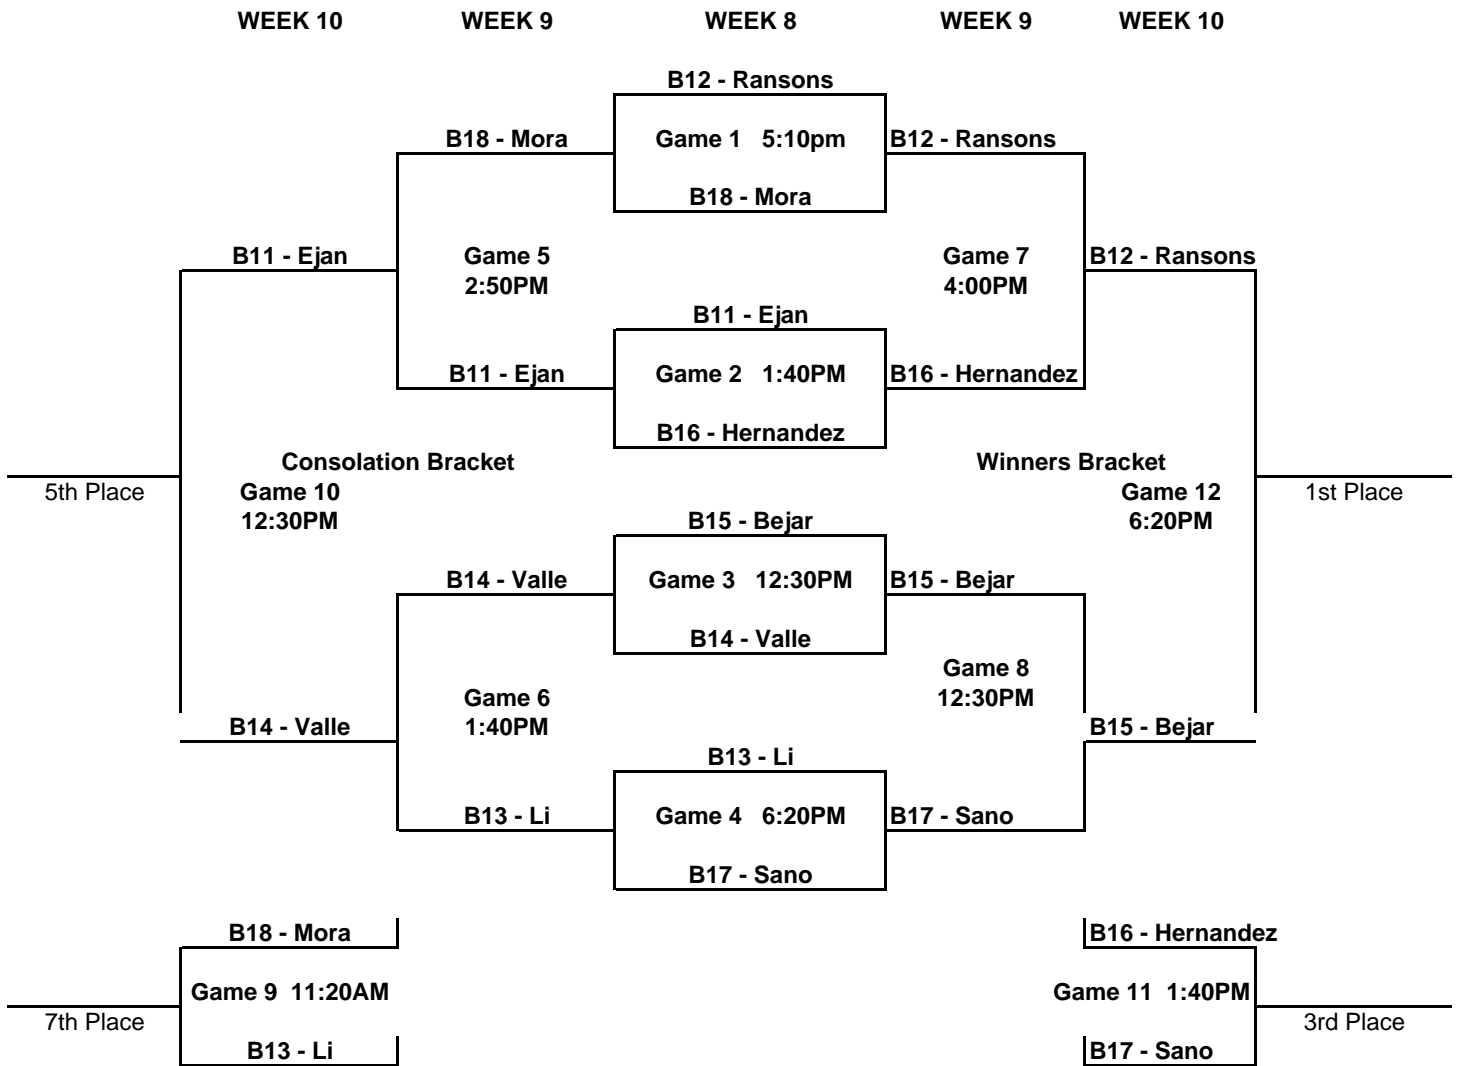 WEEK 10 WEEK 9 WEEK 8 WEEK 9 WEEK 10
B12 - Ransons
B18 - Mora Game 1 5:10pm B12 - Ransons
B18 - Mora
B11 - Ejan Game 5 Game 7 B12 - Ransons
2:50PM 4:00PM
B11 - Ejan
B11 - Ejan Game 2 1:40PM B16 - Hernandez
B16 - Hernandez
Consolation Bracket Winners Bracket
5th Place Game 10 Game 12 1st Place
12:30PM B15 - Bejar 6:20PM
B14 - Valle Game 3 12:30PM B15 - Bejar
B14 - Valle
Game 8
Game 6 12:30PM
B14 - Valle 1:40PM B15 - Bejar
B13 - Li
B13 - Li Game 4 6:20PM B17 - Sano
B17 - Sano
B18 - Mora B16 - Hernandez
Game 9 11:20AM Game 11 1:40PM
7th Place 3rd Place
B13 - Li B17 - Sano